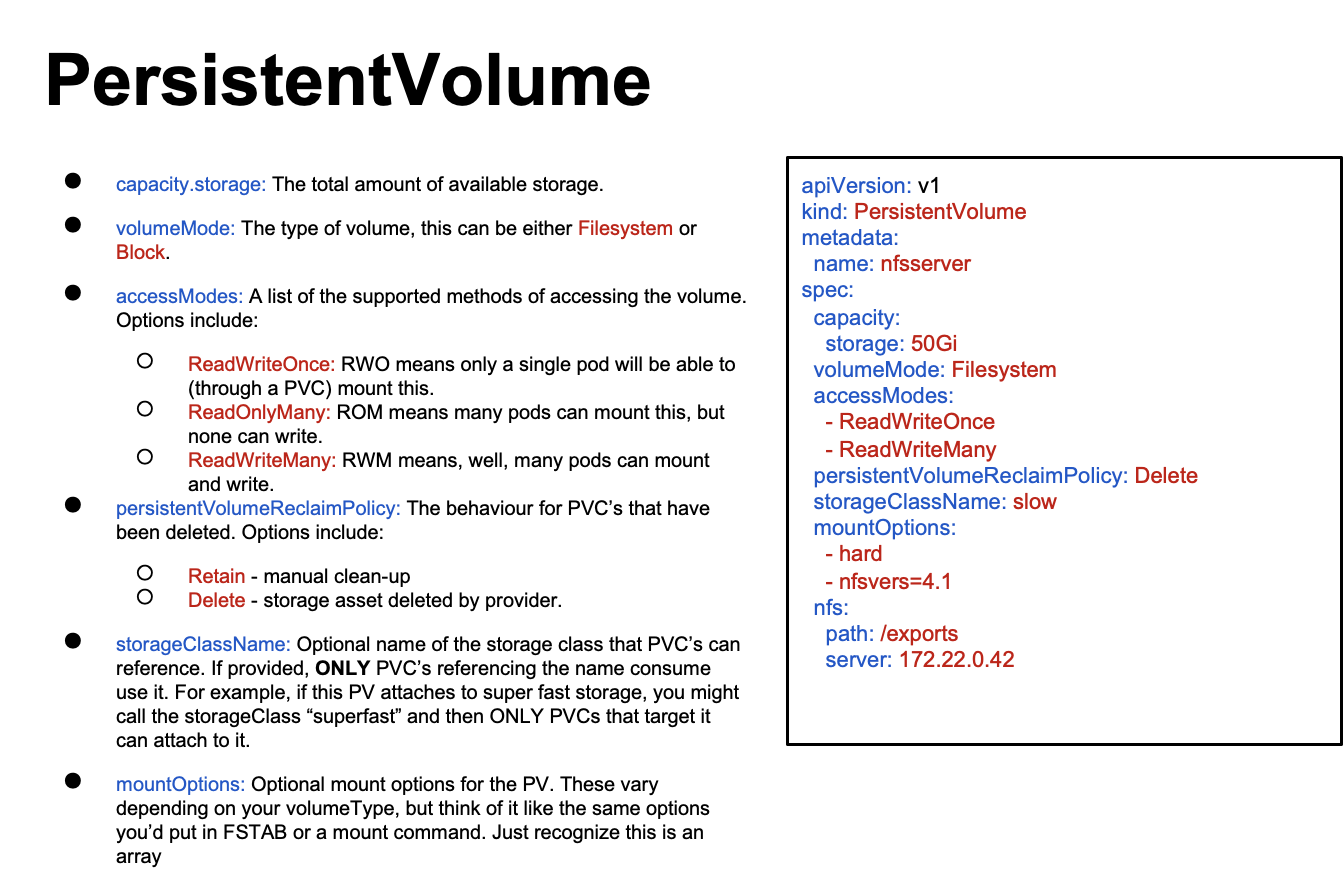 PersistentVolume
● capacity.storage: The total amount of available storage.
● volumeMode: The type of volume, this can be either Filesystem or
Block.
● accessModes: A list of the supported methods of accessing the volume.
Options include:
○ ReadWriteOnce: RWO means only a single pod will be able to
(through a PVC) mount this.
○ ReadOnlyMany: ROM means many pods can mount this, but
none can write.
○ ReadWriteMany: RWM means, well, many pods can mount
and write.
● persistentVolumeReclaimPolicy: The behaviour for PVC’s that have
been deleted. Options include:
○ Retain - manual clean-up
○ Delete - storage asset deleted by provider.
● storageClassName: Optional name of the storage class that PVC’s can
reference. If provided, ONLY PVC’s referencing the name consume
use it. For example, if this PV attaches to super fast storage, you might
call the storageClass “superfast” and then ONLY PVCs that target it
can attach to it.
● mountOptions: Optional mount options for the PV. These vary
depending on your volumeType, but think of it like the same options
you’d put in FSTAB or a mount command. Just recognize this is an
array
apiVersion: v1
kind: PersistentVolume
metadata:
  name: nfsserver
spec:
  capacity:
    storage: 50Gi
  volumeMode: Filesystem
  accessModes:
    - ReadWriteOnce
    - ReadWriteMany
  persistentVolumeReclaimPolicy: Delete
  storageClassName: slow
  mountOptions:
    - hard
    - nfsvers=4.1
  nfs:
    path: /exports
    server: 172.22.0.42